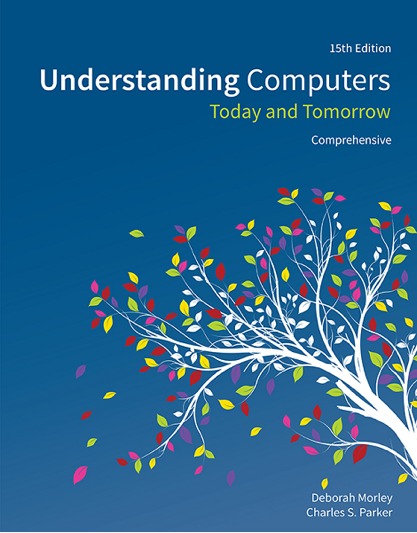 15th Edition
Understanding Computers
Today and Tomorrow
Comprehensive
Deborah Morley
Charles S. Parker